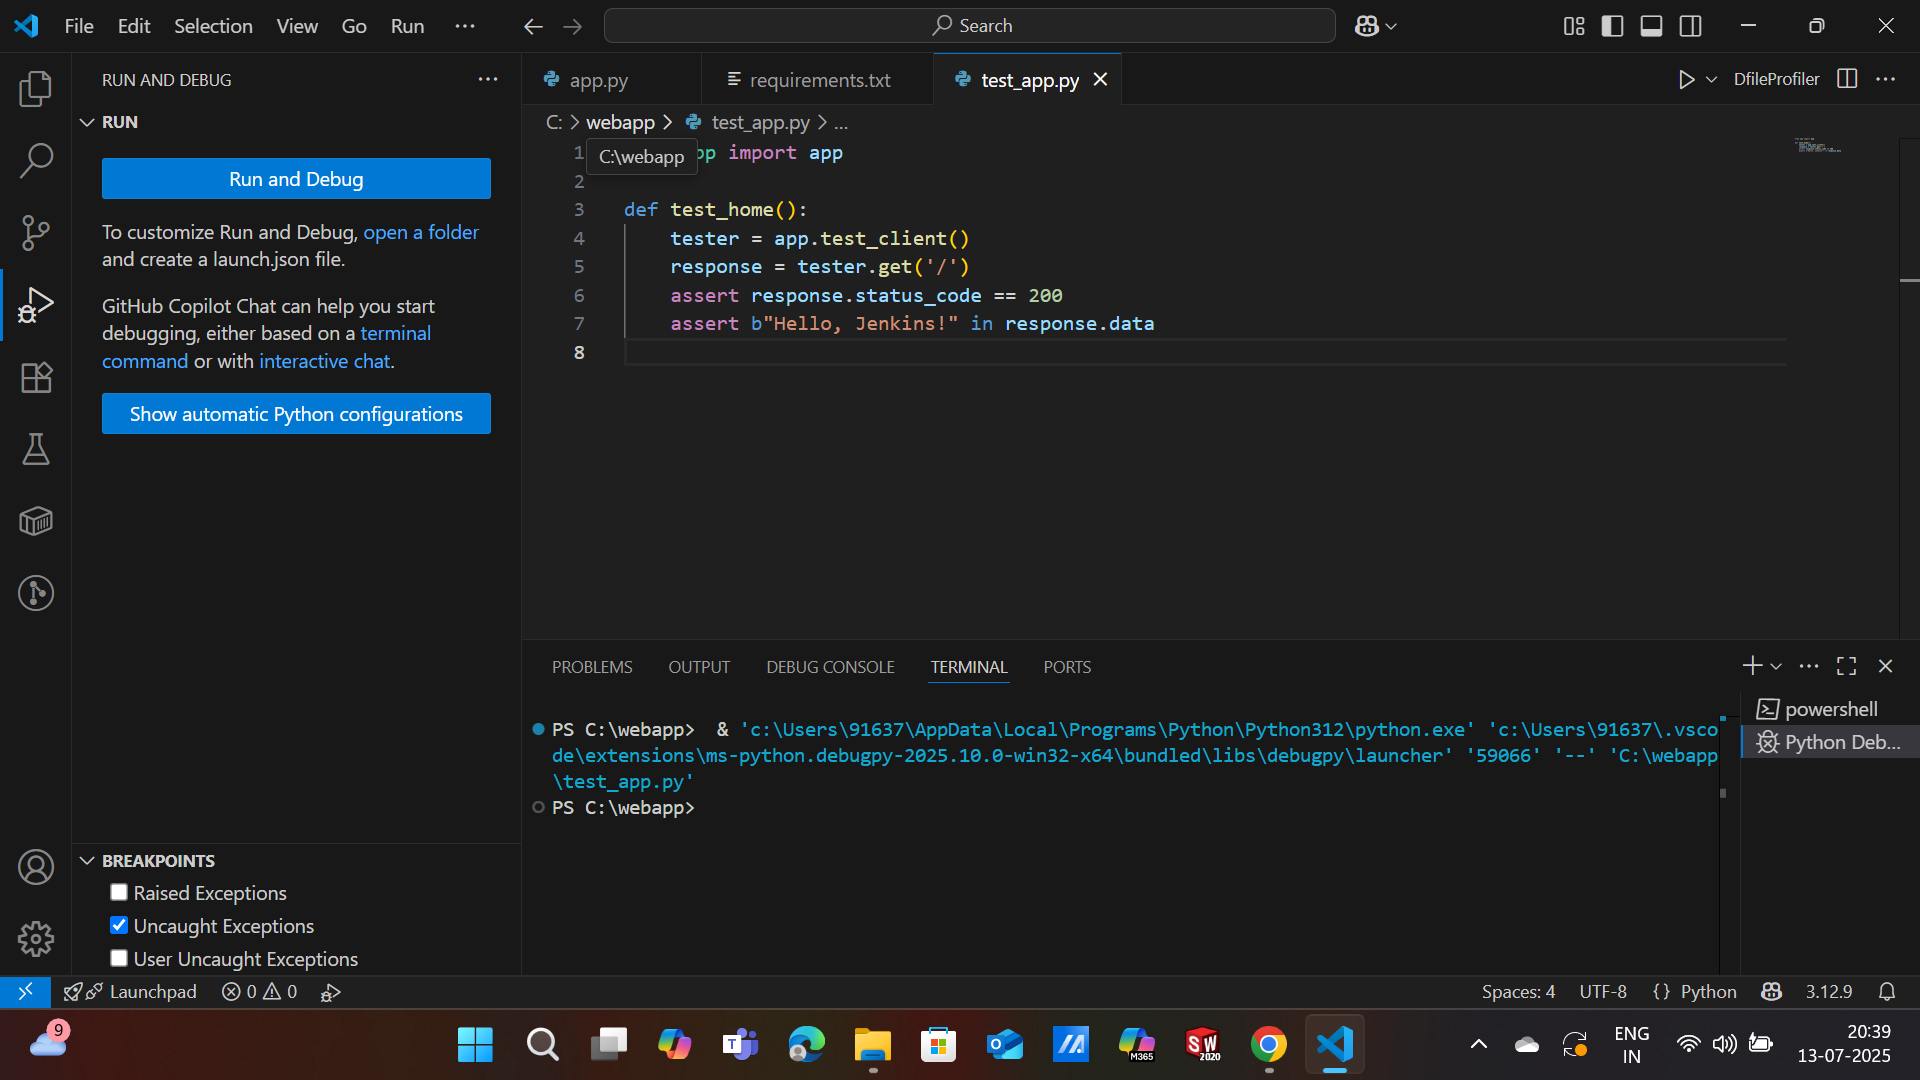 File Edit Selection View Go Run ···
Search
RUN AND DEBUG
RUN
Run and Debug
To customize Run and Debug, open a folder
and create a launch.json file.
GitHub Copilot Chat can help you start
debugging, either based on a terminal
command or with interactive chat.
Show automatic Python configurations
BREAKPOINTS
Raised Exceptions
Uncaught Exceptions
User Uncaught Exceptions
app.py requirements.txt test_app.py
DfileProfiler
C: > webapp > test_app.py > ...
C:\webapp
1 pp import app
2
3 def test_home():
4 tester = app.test_client()
5 response = tester.get('/')
6 assert response.status_code == 200
7 assert b"Hello, Jenkins!" in response.data
8
PROBLEMS OUTPUT DEBUG CONSOLE TERMINAL PORTS
PS C:\webapp> & 'c:\Users\91637\AppData\Local\Programs\Python\Python312\python.exe' 'c:\Users\91637\.vsco
de\extensions\ms-python.debugpy-2025.10.0-win32-x64\bundled\libs\debugpy\launcher' '59066' '--' 'C:\webapp
\test_app.py'
PS C:\webapp>
powershell
Python Deb...
Launchpad 0 0
Spaces: 4 UTF-8 {} Python 3.12.9
9
M365
SW
2020
ENG
IN
20:39
13-07-2025